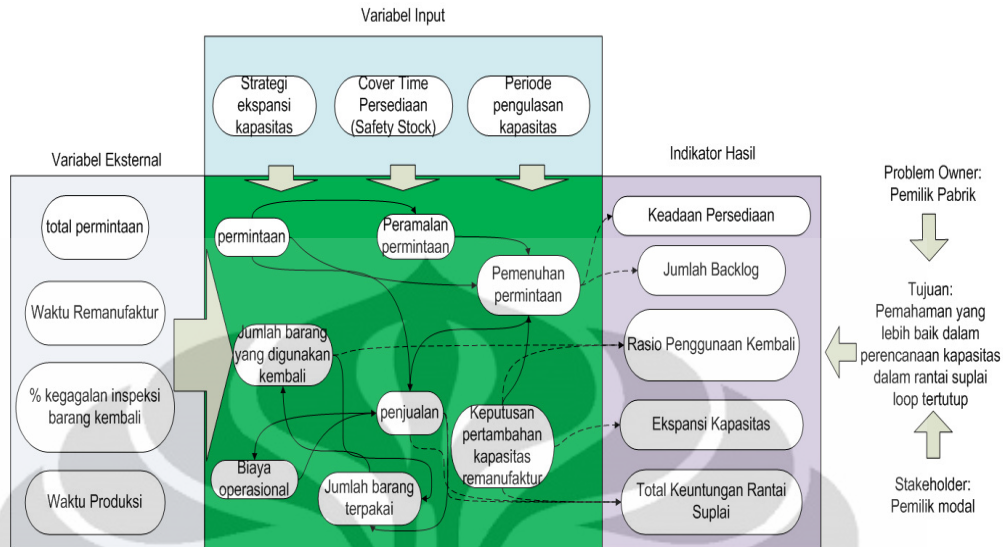 Variabel Input
Strategi
ekspansi
kapasitas
Cover Time
Persediaan
(Safety Stock)
Periode
pengulasan
kapasitas
Variabel Eksternal
total permintaan
Waktu Remanufaktur
% kegagalan inspeksi
barang kembali
Waktu Produksi
permintaan
Peramalan
permintaan
Pemenuhan
permintaan
Jumlah barang
yang digunakan
kembali
penjualan
Keputusan
pertambahan
kapasitas
remanufaktur
Biaya
operasional
Jumlah barang
terpakai
Indikator Hasil
Keadaan Persediaan
Jumlah Backlog
Rasio Penggunaan Kembali
Ekspansi Kapasitas
Total Keuntungan Rantai
Suplai
Problem Owner:
Pemilik Pabrik
Tujuan:
Pemahaman yang
lebih baik dalam
perencanaan kapasitas
dalam rantai suplai
loop tertutup
Stakeholder:
Pemilik modal